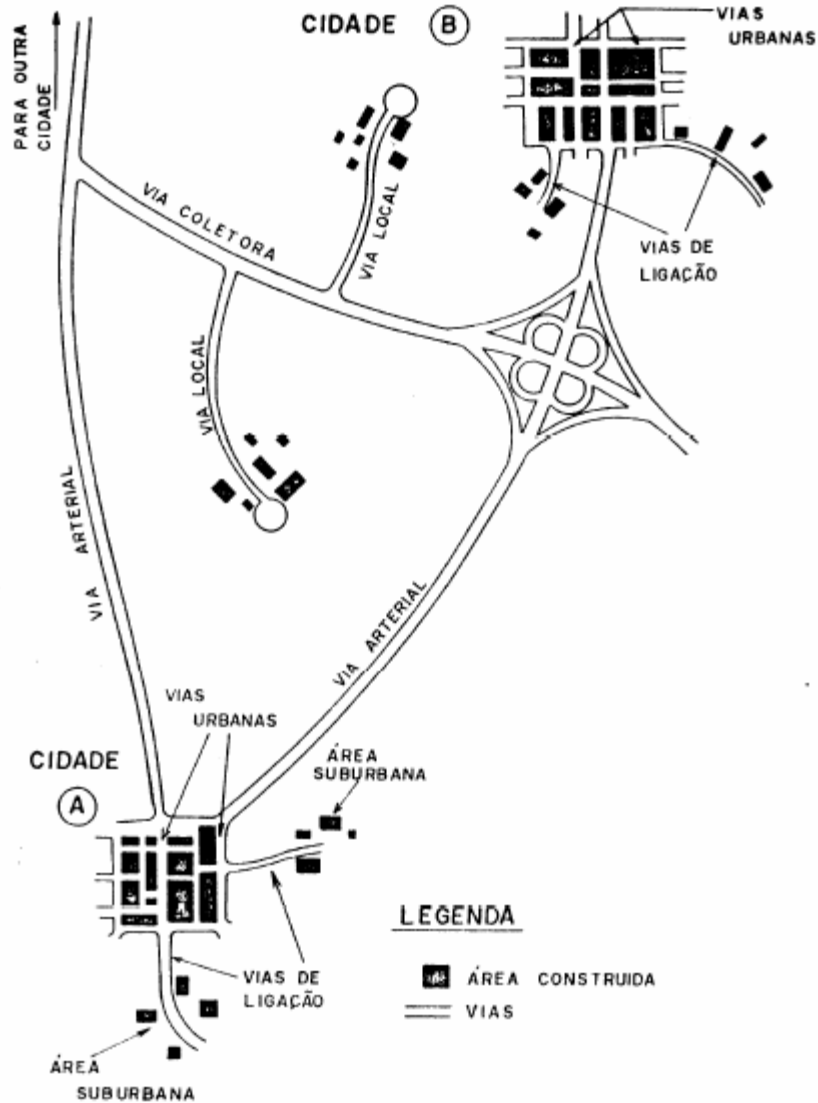 CIDADE B
VIAS
URBANAS
PARA OUTRA
CIDADE
VIA COLETORA
VIA LOCAL
VIAS DE
LIGAÇÃO
VIA LOCAL
VIA ARTERIAL
VIA ARTERIAL
VIAS
URBANAS
CIDADE
A
ÁREA
SUBURBANA
LEGENDA
ÁREA CONSTRUIDA
VIAS
VIAS DE
LIGAÇÃO
ÁREA
SUBURBANA